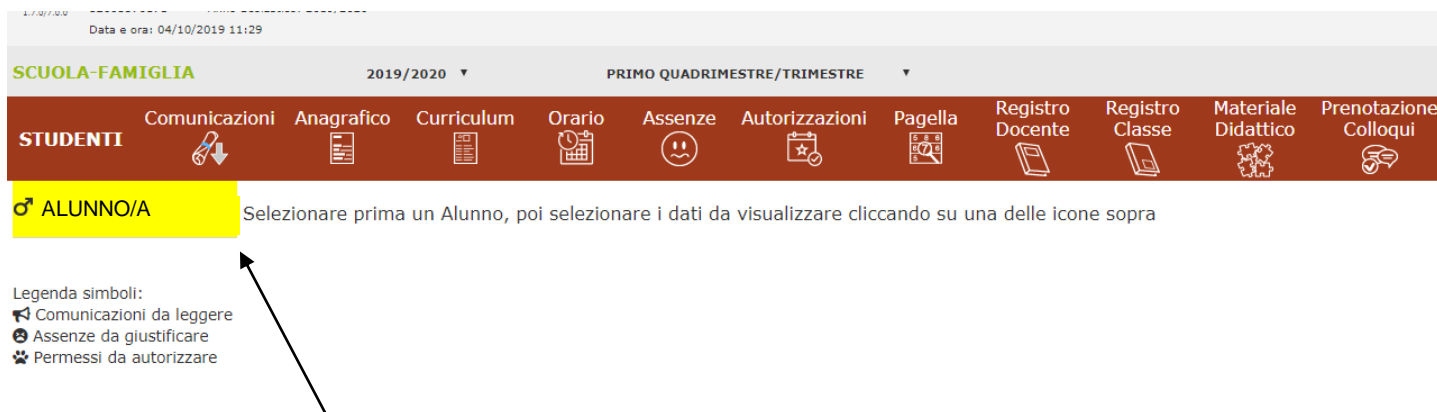 Data e ora: 04/10/2019 11:29
SCUOLA-FAMIGLIA 2019/2020 ▼ PRIMO QUADRIMESTRE/TRIMESTRE ▼
STUDENTI Comunicazioni Anagrafico Curriculum Orario Assenze Autorizzazioni Pagella Registro Docente Registro Classe Materiale Didattico Prenotazione Colloqui
ALUNNO/A Selezionare prima un Alunno, poi selezionare i dati da visualizzare cliccando su una delle icone sopra
Legenda simboli:
Comunicazioni da leggere
Assenze da giustificare
Permessi da autorizzare